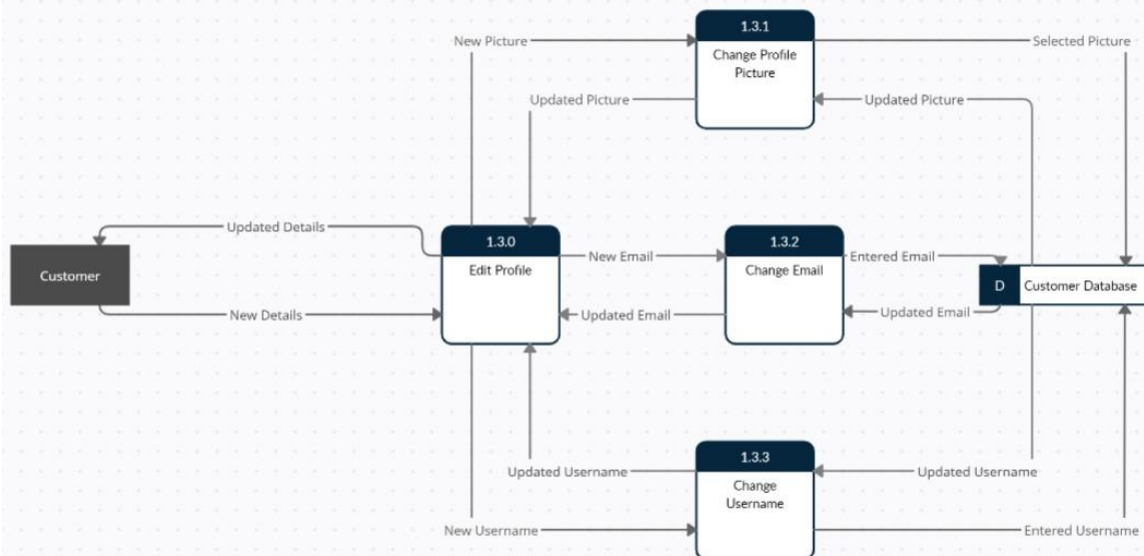 1.3.1
New Picture
Selected Picture
Change Profile
Picture
Updated Picture
Updated Picture
Updated Details
1.3.0
1.3.2
Edit Profile
New Email
Change Email
Entered Email
Customer
D
Customer Database
New Details
Updated Email
Updated Email
1.3.3
Updated Username
Updated Username
Change
Username
New Username
Entered Username